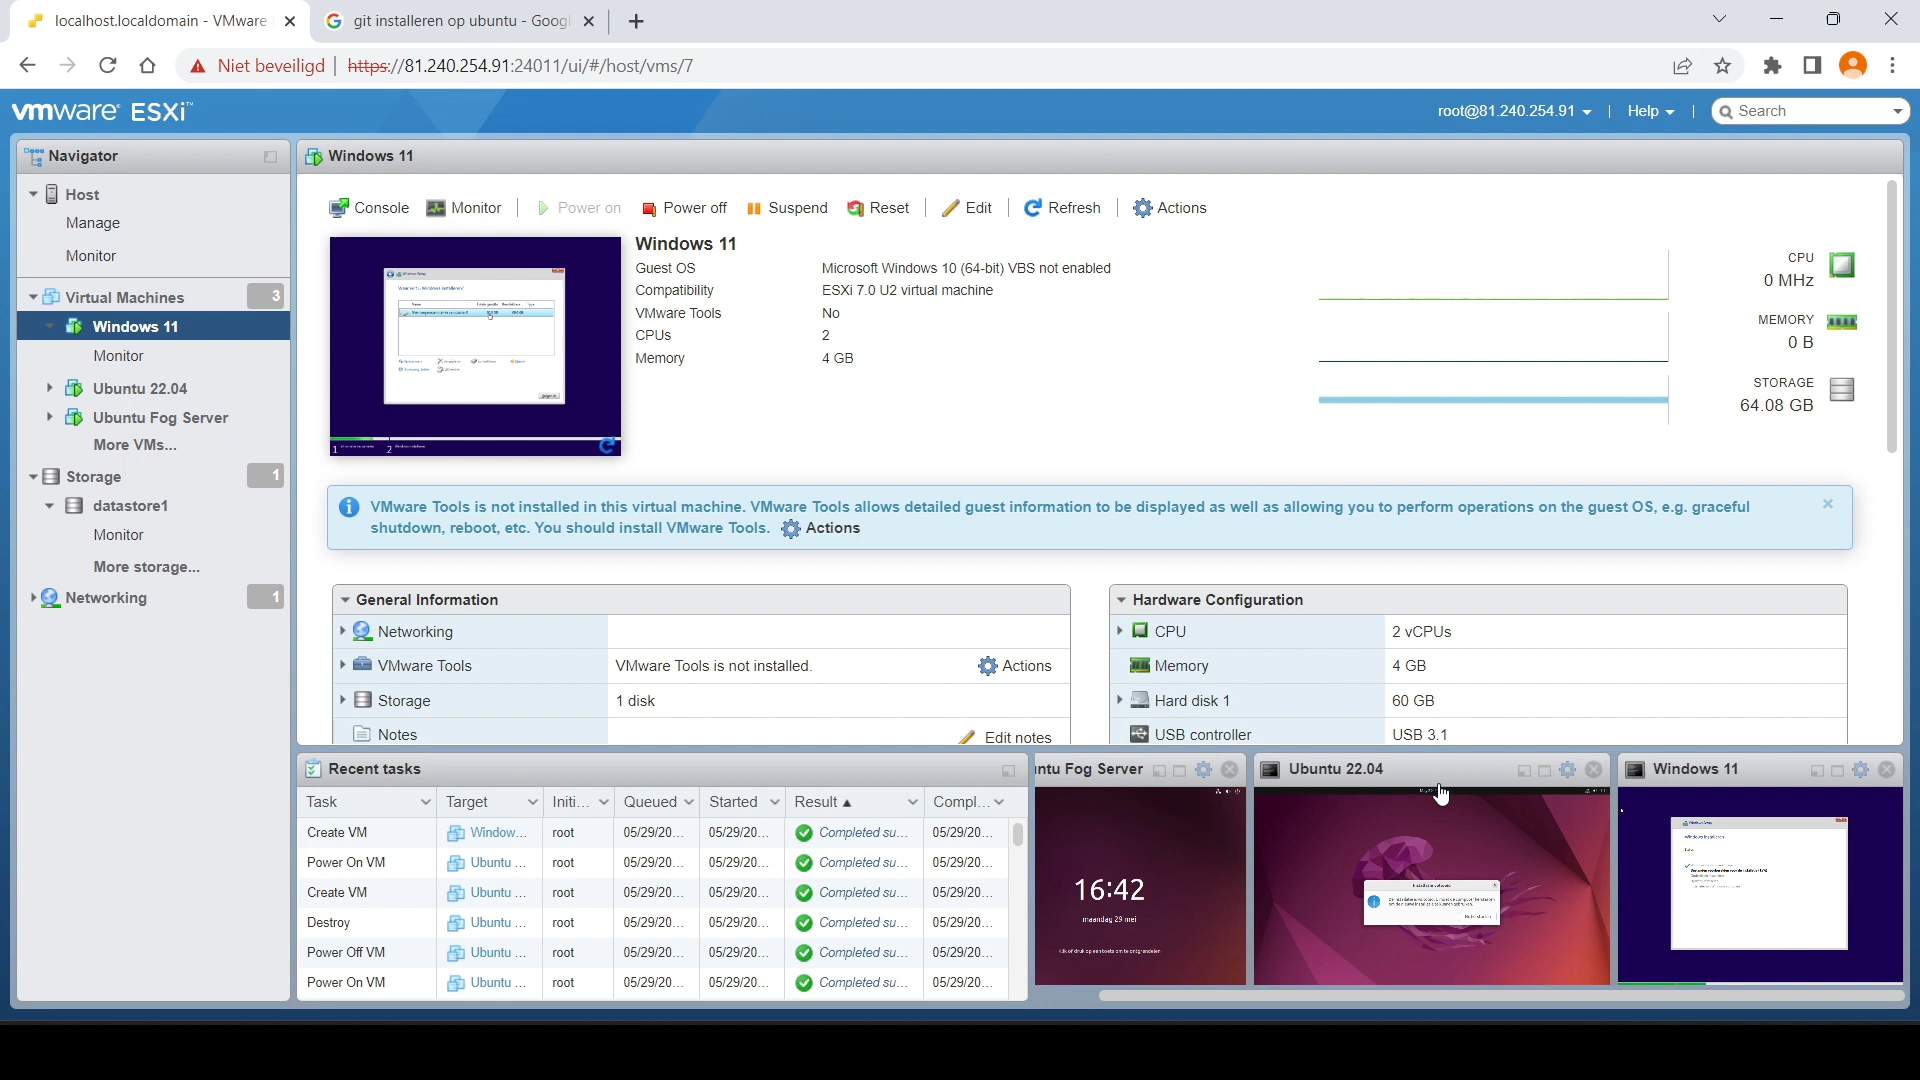 localhost.localdomain - VMware
git installeren op ubuntu - Googl
Niet beveiligd
https://81.240.254.91:24011/ui/#/host/vms/7
vmware ESXi™
root@81.240.254.91
Help
Search
Navigator
Host
Manage
Monitor
Virtual Machines 3
Windows 11
Monitor
Ubuntu 22.04
Ubuntu Fog Server
More VMs...
Storage 1
datastore1
Monitor
More storage...
Networking 1
Windows 11
Console Monitor Power on Power off Suspend Reset Edit Refresh Actions
Windows 11
Guest OS Microsoft Windows 10 (64-bit) VBS not enabled
Compatibility ESXi 7.0 U2 virtual machine
VMware Tools No
CPUs 2
Memory 4 GB
CPU
0 MHz
MEMORY
0 B
STORAGE
64.08 GB
VMware Tools is not installed in this virtual machine. VMware Tools allows detailed guest information to be displayed as well as allowing you to perform operations on the guest OS, e.g. graceful
shutdown, reboot, etc. You should install VMware Tools. Actions
General Information
Networking
VMware Tools VMware Tools is not installed. Actions
Storage 1 disk
Notes Edit notes
Hardware Configuration
CPU 2 vCPUs
Memory 4 GB
Hard disk 1 60 GB
USB controller USB 3.1
Recent tasks
Task Target Initi... Queued Started Result Compl...
Create VM Window... root 05/29/20... 05/29/20... Completed su... 05/29/20...
Power On VM Ubuntu ... root 05/29/20... 05/29/20... Completed su... 05/29/20...
Create VM Ubuntu ... root 05/29/20... 05/29/20... Completed su... 05/29/20...
Destroy Ubuntu ... root 05/29/20... 05/29/20... Completed su... 05/29/20...
Power Off VM Ubuntu ... root 05/29/20... 05/29/20... Completed su... 05/29/20...
Power On VM Ubuntu ... root 05/29/20... 05/29/20... Completed su... 05/29/20...
ntu Fog Server
16:42
maandag 29 mei
Klik of druk op een toets om te ontgrendelen
Ubuntu 22.04
Windows 11
Windows installeren